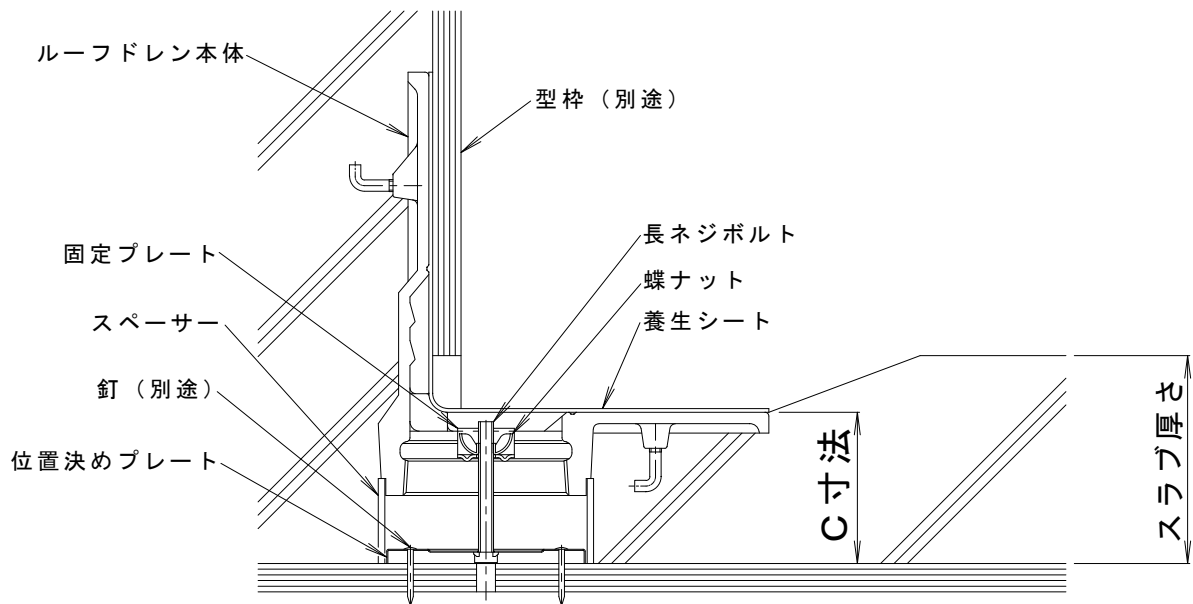 ルーフドレン本体
型枠（別途）
固定プレート
長ネジボルト
蝶ナット
スペーサー
養生シート
釘（別途）
位置決めプレート
C寸法
スラブ厚さ